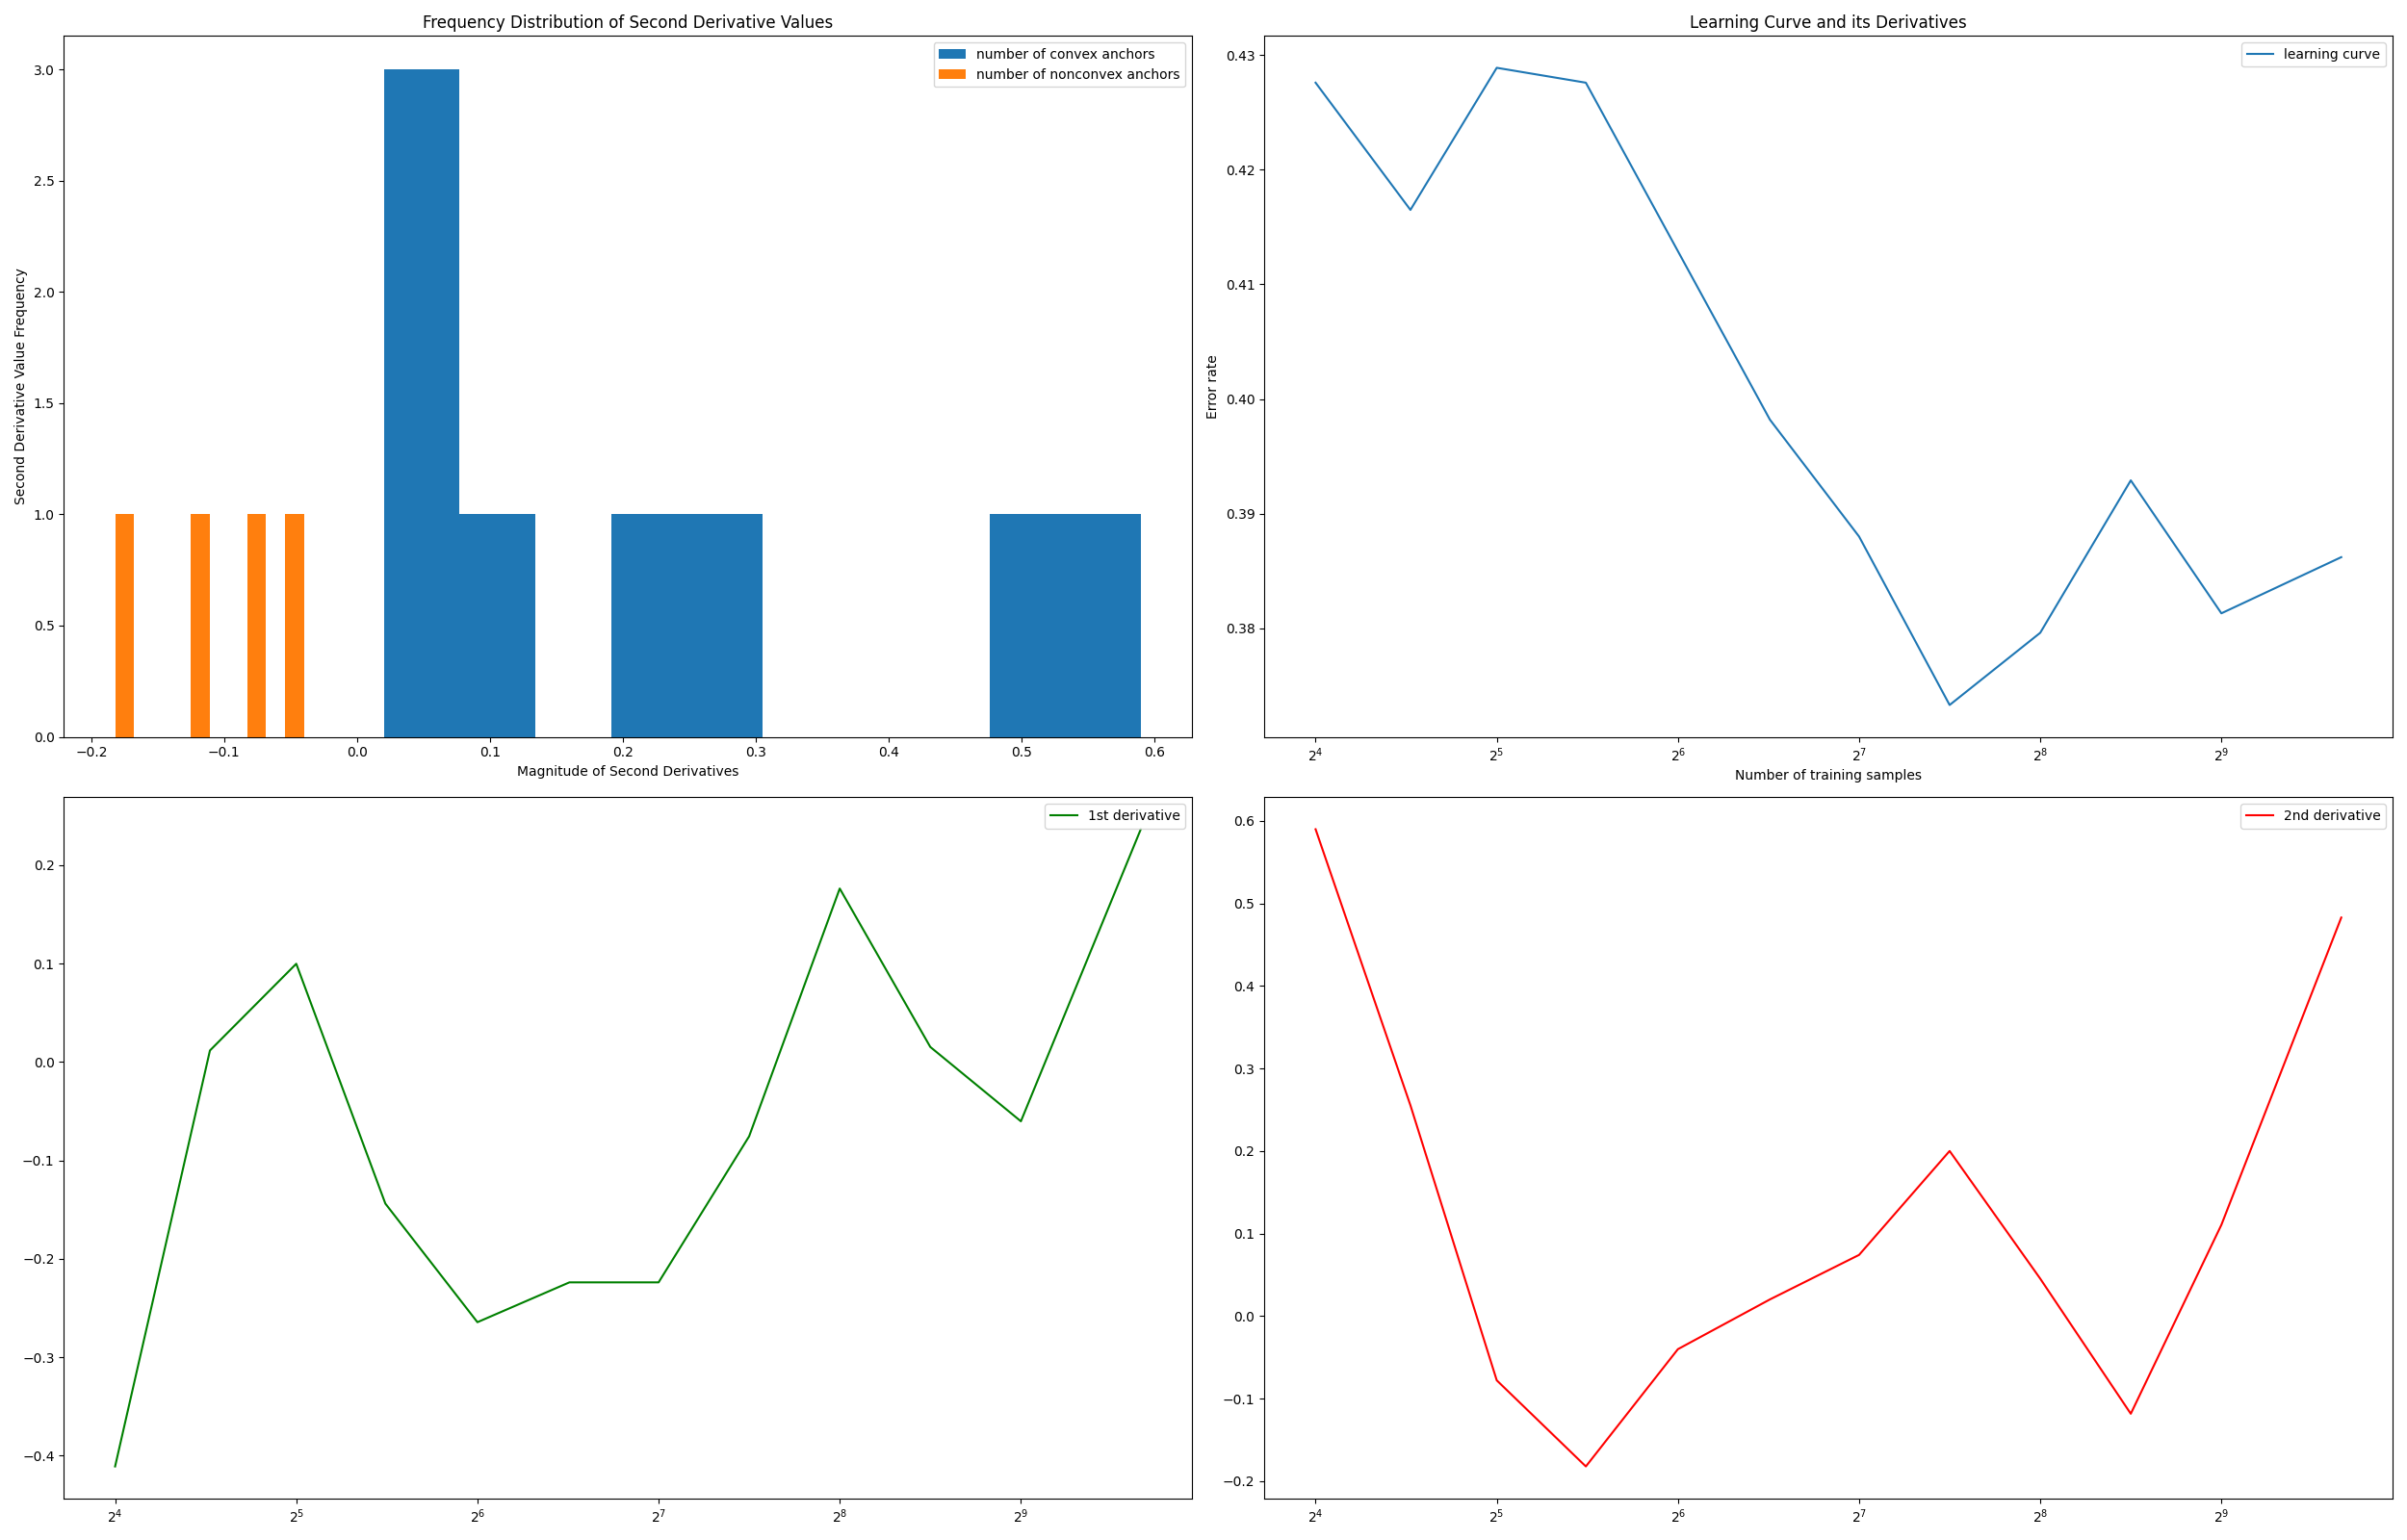 Frequency Distribution of Second Derivative Values
number of convex anchors
number of nonconvex anchors
Second Derivative Value Frequency
3.0
2.5
2.0
1.5
1.0
0.5
0.0
−0.2 −0.1 0.0 0.1 0.2 0.3 0.4 0.5 0.6
Magnitude of Second Derivatives
Learning Curve and its Derivatives
learning curve
Error rate
0.43
0.42
0.41
0.40
0.39
0.38
2⁴ 2⁵ 2⁶ 2⁷ 2⁸ 2⁹
Number of training samples
1st derivative
0.2
0.1
0.0
−0.1
−0.2
−0.3
−0.4
2⁴ 2⁵ 2⁶ 2⁷ 2⁸ 2⁹
2nd derivative
0.6
0.5
0.4
0.3
0.2
0.1
0.0
−0.1
−0.2
2⁴ 2⁵ 2⁶ 2⁷ 2⁸ 2⁹